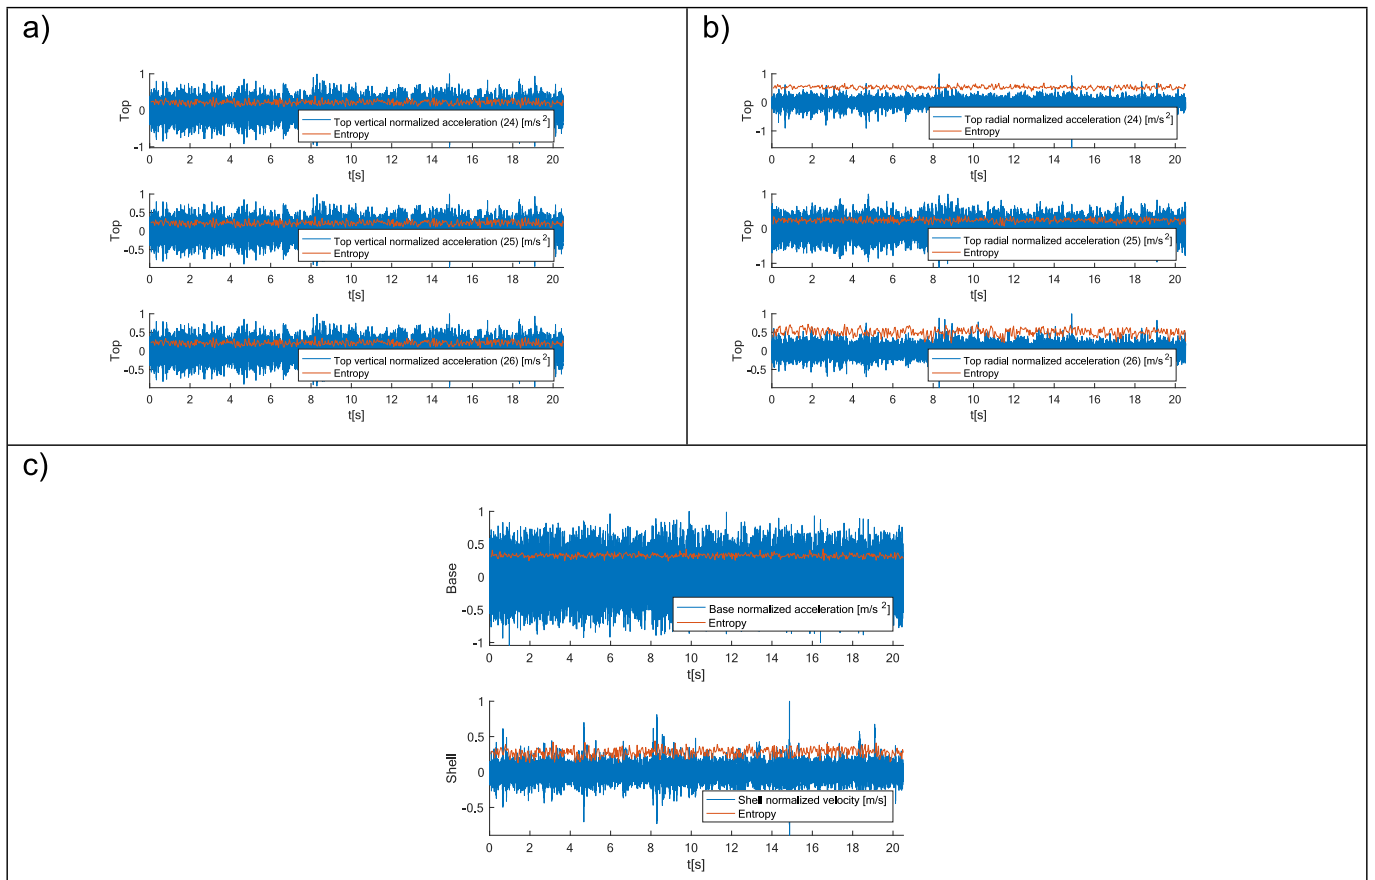 a)
1
0
-1
Top
Top vertical normalized acceleration (24) [m/s 2]
Entropy
0 2 4 6 8 10 12 14 16 18 20
t[s]
1
0.5
0
-0.5
Top
Top vertical normalized acceleration (25) [m/s 2]
Entropy
0 2 4 6 8 10 12 14 16 18 20
t[s]
1
0.5
0
-0.5
Top
Top vertical normalized acceleration (26) [m/s 2]
Entropy
0 2 4 6 8 10 12 14 16 18 20
t[s]
b)
1
0
-1
Top
Top radial normalized acceleration (24) [m/s 2]
Entropy
0 2 4 6 8 10 12 14 16 18 20
t[s]
1
0
-1
Top
Top radial normalized acceleration (25) [m/s 2]
Entropy
0 2 4 6 8 10 12 14 16 18 20
t[s]
1
0.5
0
-0.5
Top
Top radial normalized acceleration (26) [m/s 2]
Entropy
0 2 4 6 8 10 12 14 16 18 20
t[s]
c)
1
0.5
0
-0.5
-1
Base
Base normalized acceleration [m/s 2]
Entropy
0 2 4 6 8 10 12 14 16 18 20
t[s]
1
0.5
0
-0.5
Shell
Shell normalized velocity [m/s]
Entropy
0 2 4 6 8 10 12 14 16 18 20
t[s]